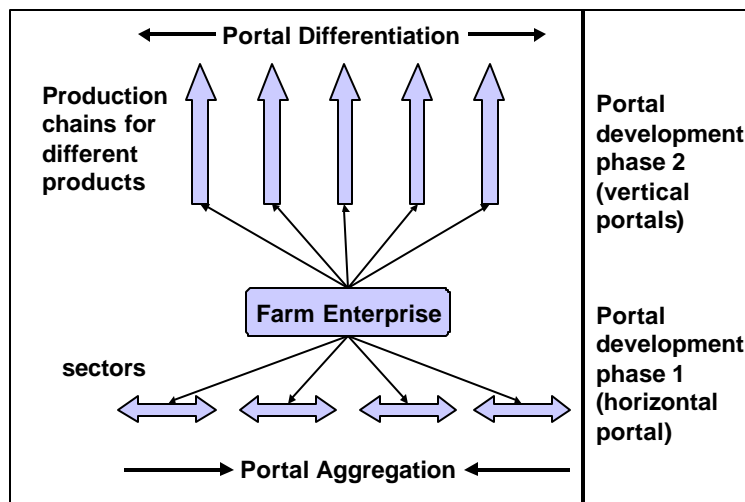 Portal Differentiation
Production
chains for
different
products
Portal
development
phase 2
(vertical
portals)
Farm Enterprise
sectors
Portal
development
phase 1
(horizontal
portal)
Portal Aggregation